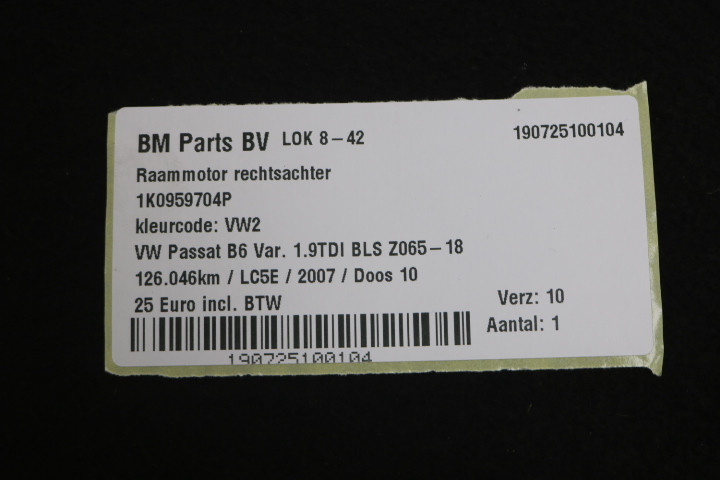 BM Parts BV LOK 8-42 190725100104
Raammotor rechtsachter
1K0959704P
kleurcode: VW2
VW Passat B6 Var. 1.9TDI BLS Z065-18
126.046km / LC5E / 2007 / Doos 10
25 Euro incl. BTW Verz: 10
Aantal: 1
190725100104